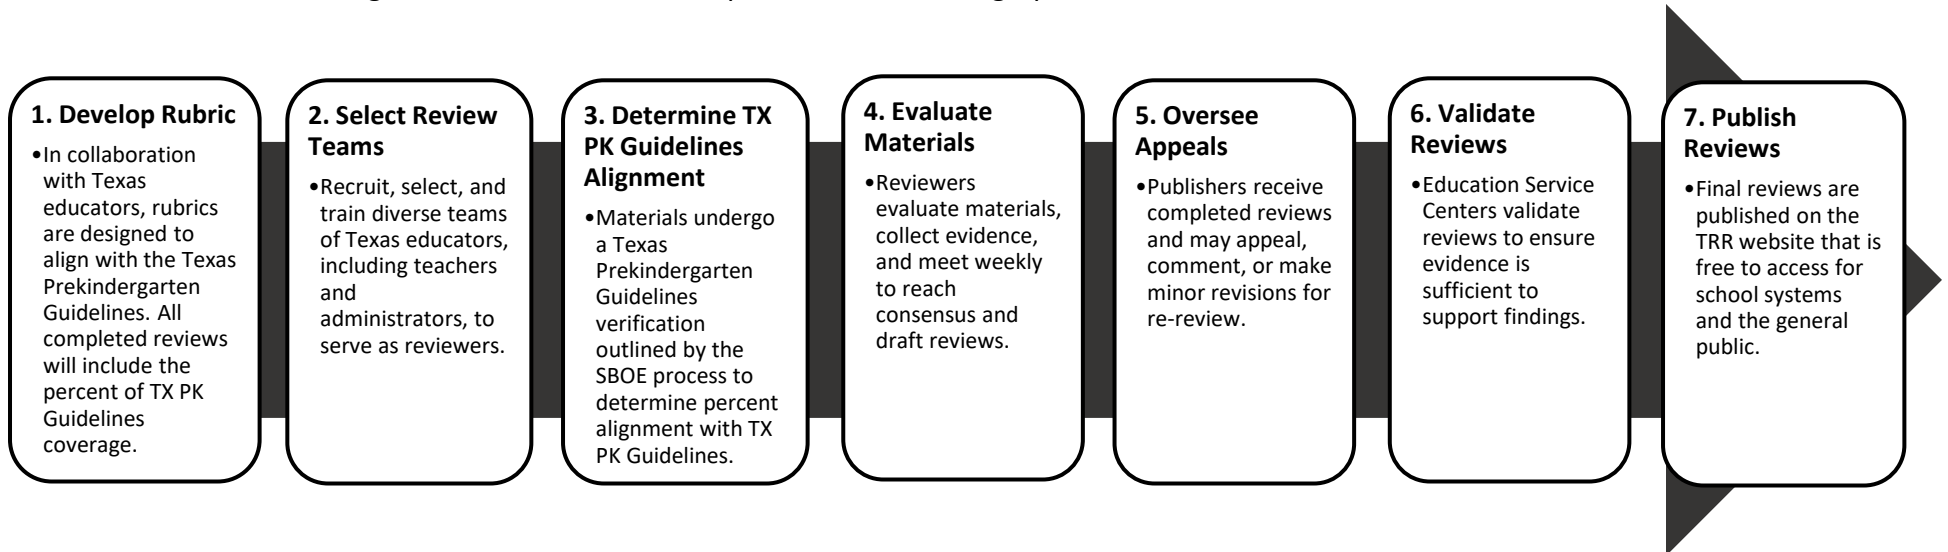 1. Develop Rubric
•In collaboration
with Texas
educators, rubrics
are designed to
align with the Texas
Prekindergarten
Guidelines. All
completed reviews
will include the
percent of TX PK
Guidelines
coverage.
2. Select Review
Teams
•Recruit, select, and
train diverse teams
of Texas educators,
including teachers
and
administrators, to
serve as reviewers.
3. Determine TX
PK Guidelines
Alignment
•Materials undergo
a Texas
Prekindergarten
Guidelines
verification
outlined by the
SBOE process to
determine percent
alignment with TX
PK Guidelines.
4. Evaluate
Materials
•Reviewers
evaluate materials,
collect evidence,
and meet weekly
to reach
consensus and
draft reviews.
5. Oversee
Appeals
•Publishers receive
completed reviews
and may appeal,
comment, or make
minor revisions for
re-review.
6. Validate
Reviews
•Education Service
Centers validate
reviews to ensure
evidence is
sufficient to
support findings.
7. Publish
Reviews
•Final reviews are
published on the
TRR website that is
free to access for
school systems
and the general
public.